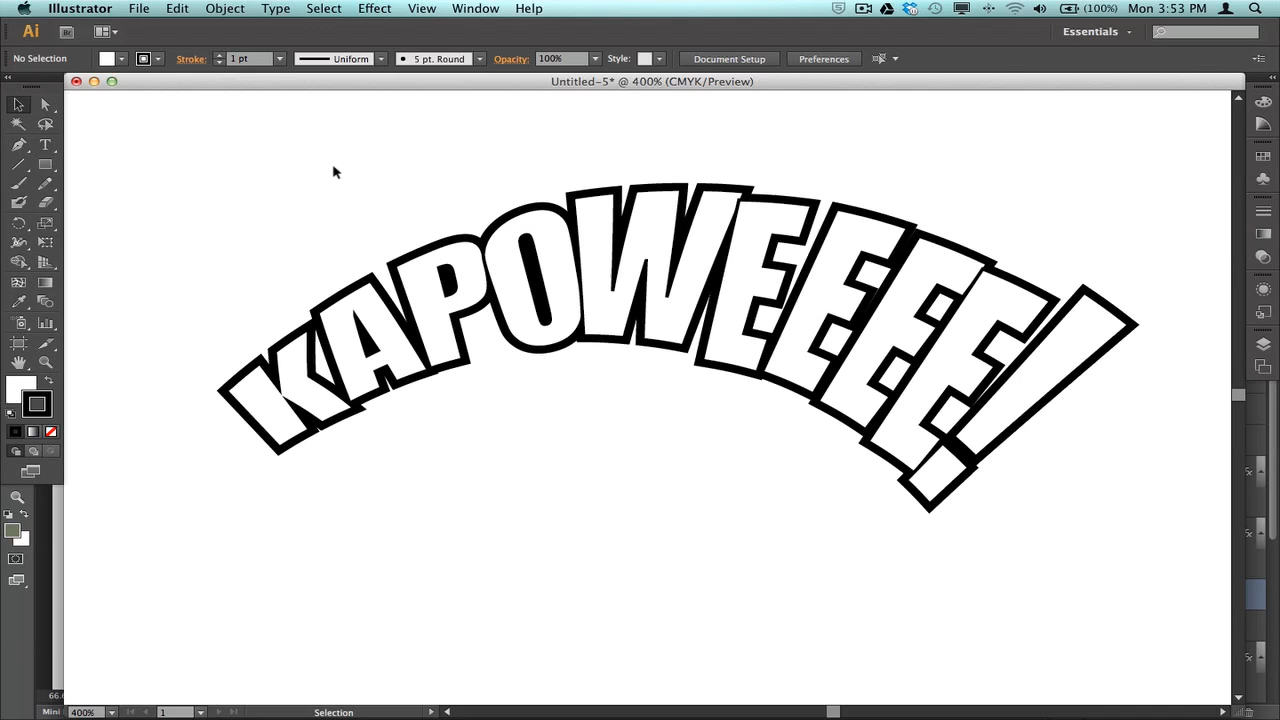 Illustrator File Edit Object Type Select Effect View Window Help (100%) Mon 3:53 PM
Ai Br Essentials
No Selection Stroke: 1 pt Uniform 5 pt. Round Opacity: 100% Style: Document Setup Preferences
Untitled-5* @ 400% (CMYK/Preview)
KAPOWEEEE!
66.
Mini 400% 1 Selection